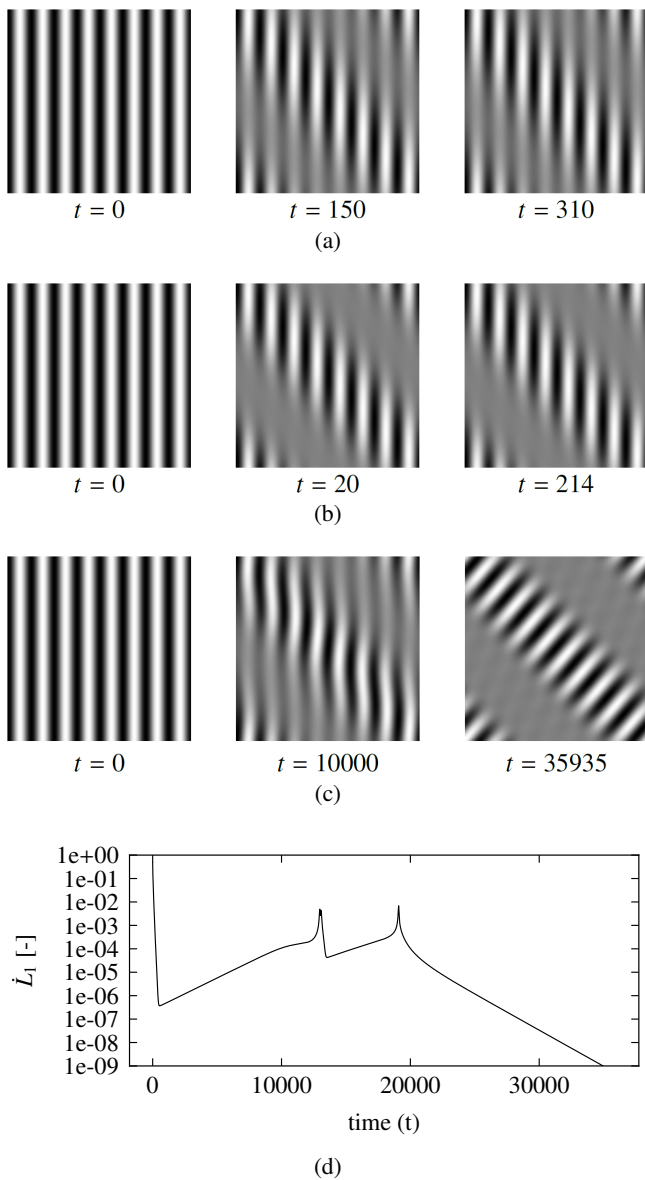 t = 0 t = 150 t = 310
(a)
t = 0 t = 20 t = 214
(b)
t = 0 t = 10000 t = 35935
(c)
1e+00
1e-01
1e-02
1e-03
1e-04
1e-05
1e-06
1e-07
1e-08
1e-09
L̇₁ [-]
0 10000 20000 30000
time (t)
(d)